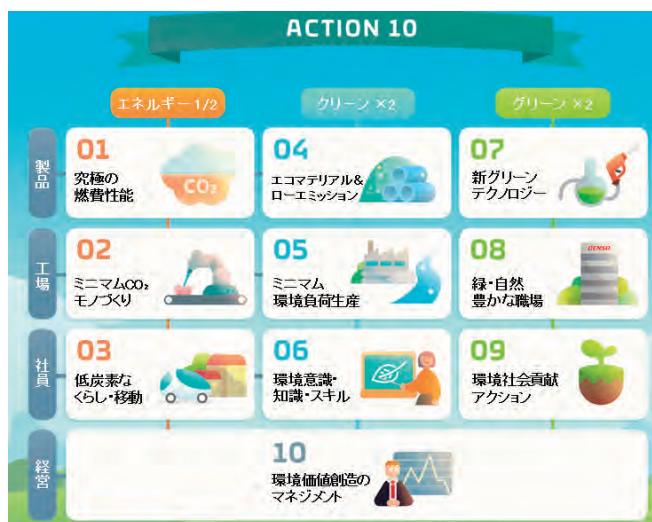 ACTION 10
エネルギー 1/2
クリーン ×2
グリーン ×2
製品
01
究極の
燃費性能
CO₂
04
エコマテリアル&
ローエミッション
07
新グリーン
テクノロジー
工場
02
ミニマムCO₂
モノづくり
05
ミニマム
環境負荷生産
08
緑・自然
豊かな職場
DENSO
社員
03
低炭素な
くらし・移動
06
環境意識・
知識・スキル
09
環境社会貢献
アクション
経営
10
環境価値創造の
マネジメント